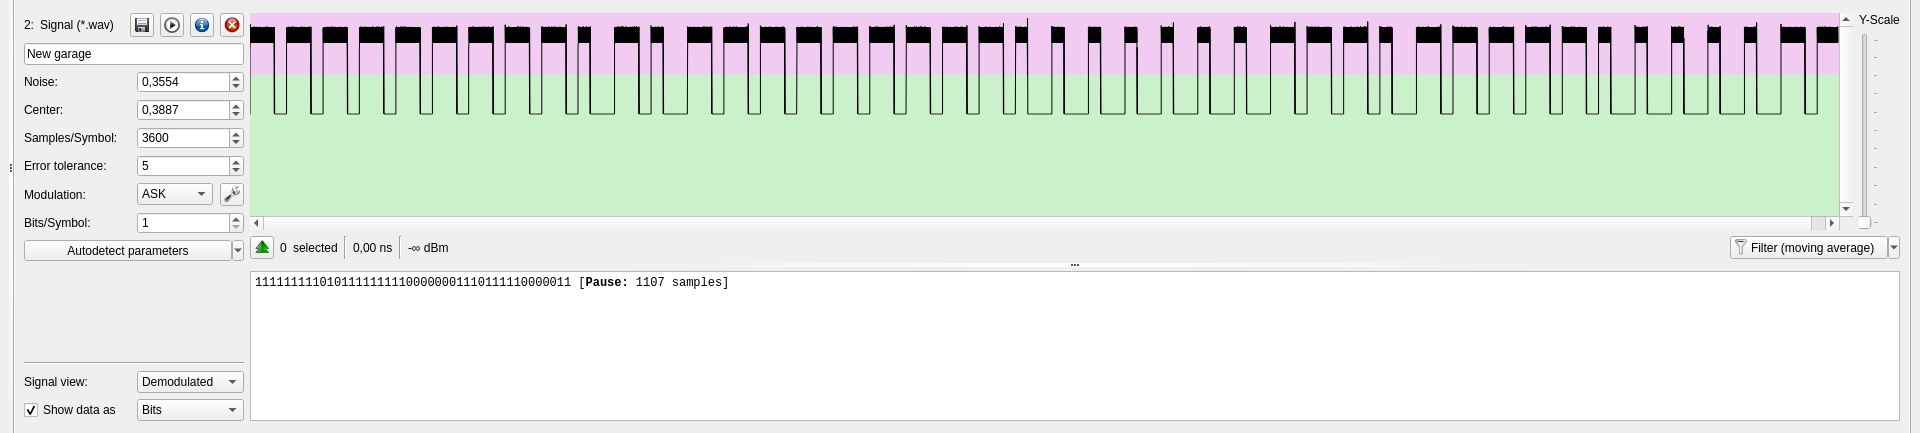 2: Signal (*.wav)
New garage
Noise: 0,3554
Center: 0,3887
Samples/Symbol: 3600
Error tolerance: 5
Modulation: ASK
Bits/Symbol: 1
Autodetect parameters
Y-Scale
0 selected 0,00 ns -∞ dBm
Filter (moving average)
11111111101011111111100000001110111110000011 [Pause: 1107 samples]
Signal view: Demodulated
Show data as Bits